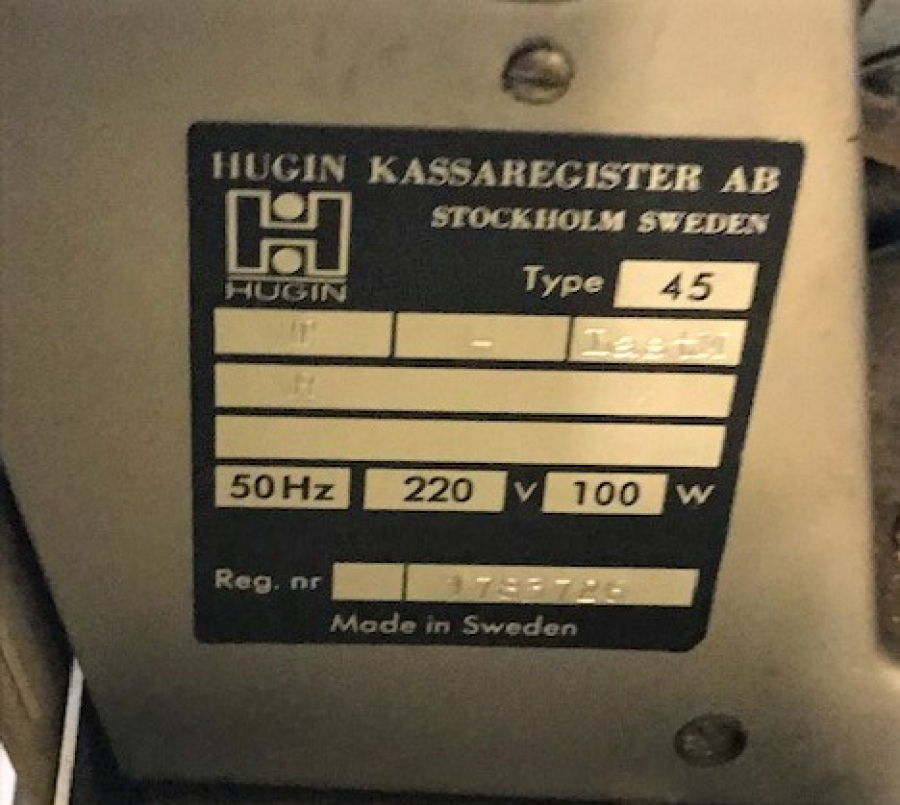 HUGIN KASSAREGISTER AB
STOCKHOLM SWEDEN
HUGIN
Type 45
T -
50Hz 220 V 100 W
Reg. nr
Made in Sweden